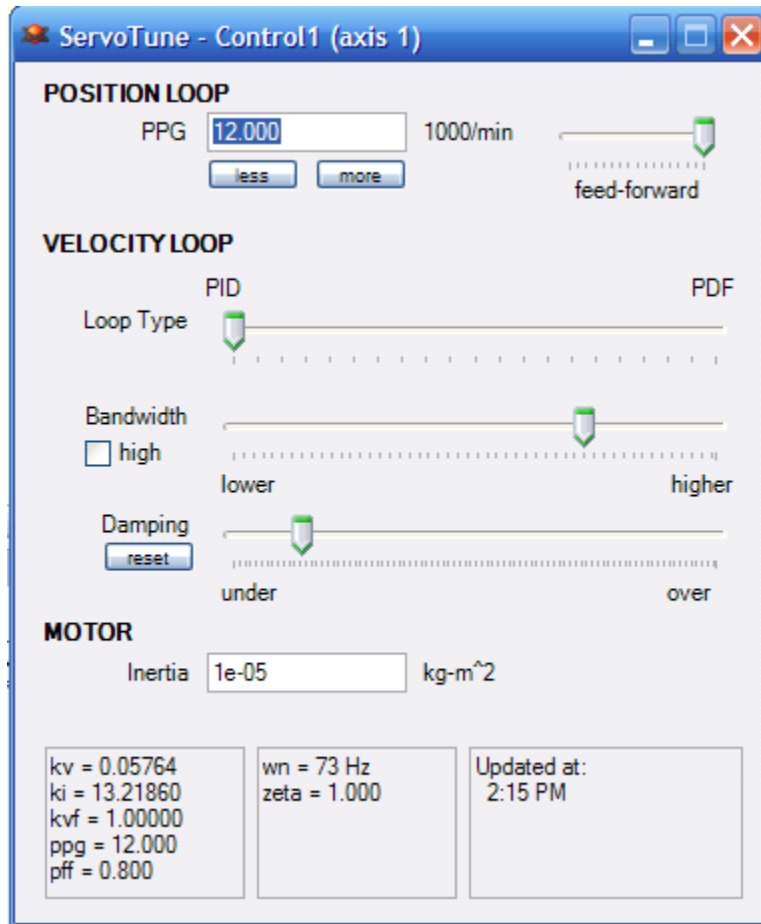 ServoTune - Control1 (axis 1)
POSITION LOOP
PPG 12.000 1000/min
less more
feed-forward
VELOCITY LOOP
PID PDF
Loop Type
Bandwidth
high
lower higher
Damping
reset
under over
MOTOR
Inertia 1e-05 kg-m^2
kv = 0.05764
ki = 13.21860
kvf = 1.00000
ppg = 12.000
pff = 0.800
wn = 73 Hz
zeta = 1.000
Updated at:
2:15 PM